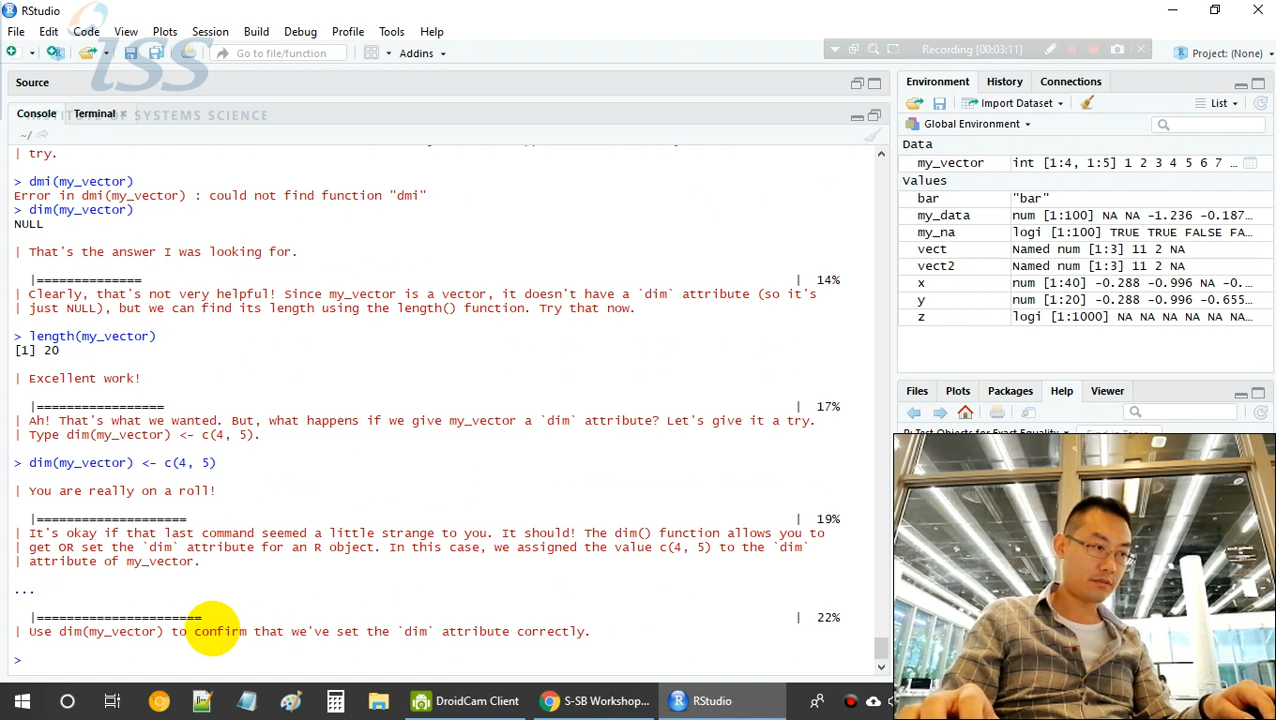 RStudio
File Edit Code View Plots Session Build Debug Profile Tools Help
Go to file/function
Addins
Recording [00:03:11]
Project: (None)
iss
INSTITUTE OF SYSTEMS SCIENCE
Source
Console Terminal ×
~/
| try.
> dmi(my_vector)
Error in dmi(my_vector) : could not find function "dmi"
> dim(my_vector)
NULL
| That's the answer I was looking for.
|============== | 14%
| Clearly, that's not very helpful! Since my_vector is a vector, it doesn't have a `dim` attribute (so it's
| just NULL), but we can find its length using the length() function. Try that now.
> length(my_vector)
[1] 20
| Excellent work!
|================= | 17%
| Ah! That's what we wanted. But, what happens if we give my_vector a `dim` attribute? Let's give it a try.
| Type dim(my_vector) <- c(4, 5).
> dim(my_vector) <- c(4, 5)
| You are really on a roll!
|==================== | 19%
| It's okay if that last command seemed a little strange to you. It should! The dim() function allows you to
| get OR set the `dim` attribute for an R object. In this case, we assigned the value c(4, 5) to the `dim`
| attribute of my_vector.
...
|====================== | 22%
| Use dim(my_vector) to confirm that we've set the `dim` attribute correctly.
>
Environment History Connections
Import Dataset
List
Global Environment
Data
my_vector int [1:4, 1:5] 1 2 3 4 5 6 7 ...
Values
bar "bar"
my_data num [1:100] NA NA -1.236 -0.187...
my_na logi [1:100] TRUE TRUE FALSE FA...
vect Named num [1:3] 11 2 NA
vect2 Named num [1:3] 11 2 NA
x num [1:40] -0.288 -0.996 NA -0....
y num [1:20] -0.288 -0.996 -0.655...
z logi [1:1000] NA NA NA NA NA NA...
Files Plots Packages Help Viewer
R: Test Objects for Exact Equality
Find in Topic
DroidCam Client
S-SB Workshop...
RStudio